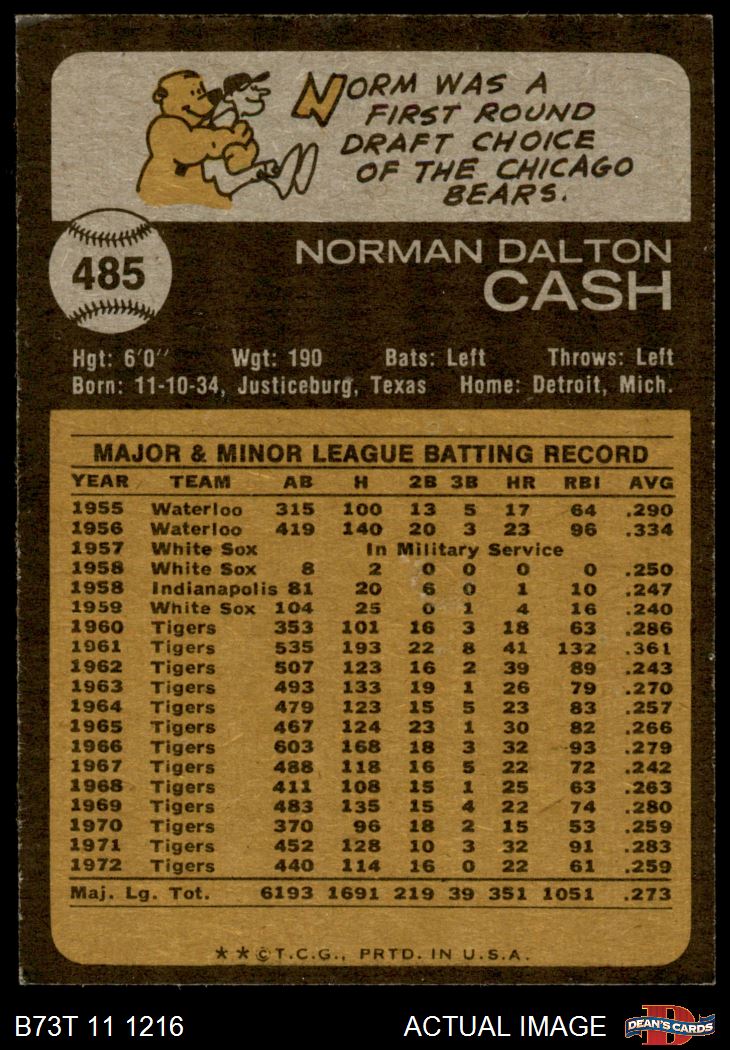 NORM WAS A
FIRST ROUND
DRAFT CHOICE
OF THE CHICAGO
BEARS.
485
NORMAN DALTON
CASH
Hgt: 6'0" Wgt: 190 Bats: Left Throws: Left
Born: 11-10-34, Justiceburg, Texas Home: Detroit, Mich.
MAJOR & MINOR LEAGUE BATTING RECORD
YEAR TEAM AB H 2B 3B HR RBI AVG
1955 Waterloo 315 100 13 5 17 64 .290
1956 Waterloo 419 140 20 3 23 96 .334
1957 White Sox In Military Service
1958 White Sox 8 2 0 0 0 0 .250
1958 Indianapolis 81 20 6 0 1 10 .247
1959 White Sox 104 25 0 1 4 16 .240
1960 Tigers 353 101 16 3 18 63 .286
1961 Tigers 535 193 22 8 41 132 .361
1962 Tigers 507 123 16 2 39 89 .243
1963 Tigers 493 133 19 1 26 79 .270
1964 Tigers 479 123 15 5 23 83 .257
1965 Tigers 467 124 23 1 30 82 .266
1966 Tigers 603 168 18 3 32 93 .279
1967 Tigers 488 118 16 5 22 72 .242
1968 Tigers 411 108 15 1 25 63 .263
1969 Tigers 483 135 15 4 22 74 .280
1970 Tigers 370 96 18 2 15 53 .259
1971 Tigers 452 128 10 3 32 91 .283
1972 Tigers 440 114 16 0 22 61 .259
Maj. Lg. Tot. 6193 1691 219 39 351 1051 .273
**©T.C.G., PRTD. IN U.S.A.
B73T 11 1216 ACTUAL IMAGE D DEAN'S CARDS